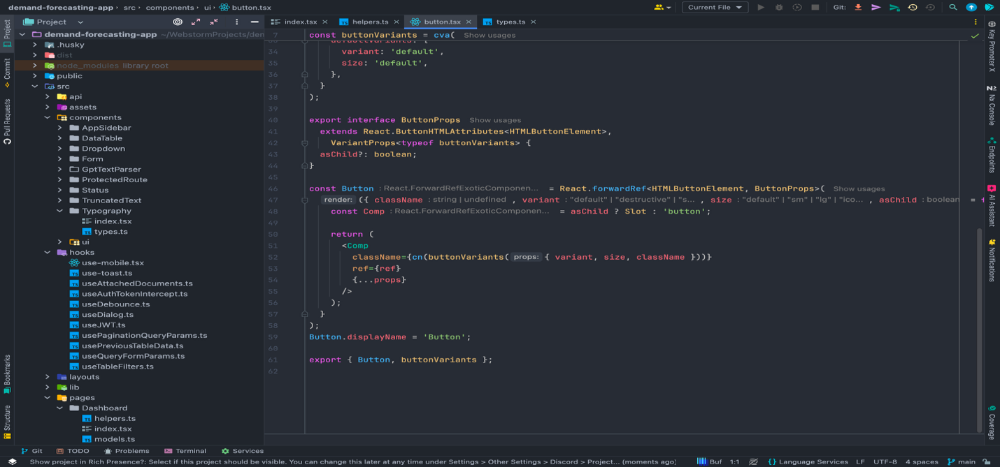 demand-forecasting-app › src › components › ui › button.tsx
Current File
Git:
Project
index.tsx
helpers.ts
button.tsx
types.ts
demand-forecasting-app ~/WebstormProjects/den
.husky
dist
node_modules library root
public
src
api
assets
components
AppSidebar
DataTable
Dropdown
Form
GptTextParser
ProtectedRoute
Status
TruncatedText
Typography
index.tsx
types.ts
ui
hooks
use-mobile.tsx
use-toast.ts
useAttachedDocuments.ts
useAuthTokenIntercept.ts
useDebounce.ts
useDialog.ts
useJWT.ts
usePaginationQueryParams.ts
usePreviousTableData.ts
useQueryFormParams.ts
useTableFilters.ts
layouts
lib
pages
Dashboard
helpers.ts
index.tsx
models.ts
7 const buttonVariants = cva( Show usages
33 defaultVariants: {
34 variant: 'default',
35 size: 'default',
36 },
37 }
38 );
39
40 export interface ButtonProps Show usages
41 extends React.ButtonHTMLAttributes<HTMLButtonElement>,
42 VariantProps<typeof buttonVariants> {
43 asChild?: boolean;
44 }
45
46 const Button : React.ForwardRefExoticComponen... = React.forwardRef<HTMLButtonElement, ButtonProps>( Show usages
47 render: ({ className : string | undefined , variant : "default" | "destructive" | "s... , size : "default" | "sm" | "lg" | "ico... , asChild : boolean = f
48 const Comp : React.ForwardRefExoticComponen... = asChild ? Slot : 'button';
49
50 return (
51 <Comp
52 className={cn(buttonVariants( props: { variant, size, className }))}
53 ref={ref}
54 {...props}
55 />
56 );
57 }
58 );
59 Button.displayName = 'Button';
60
61 export { Button, buttonVariants };
62
Project
Commit
Pull Requests
Bookmarks
Structure
Key Promoter X
Nx Console
Endpoints
AI Assistant
Notifications
Coverage
Git
TODO
Problems
Terminal
Services
Show project in Rich Presence?: Select if this project should be visible. You can change this later at any time under Settings > Other Settings > Discord > Project... (moments ago)
Buf 1:1 {} Language Services LF UTF-8 4 spaces main